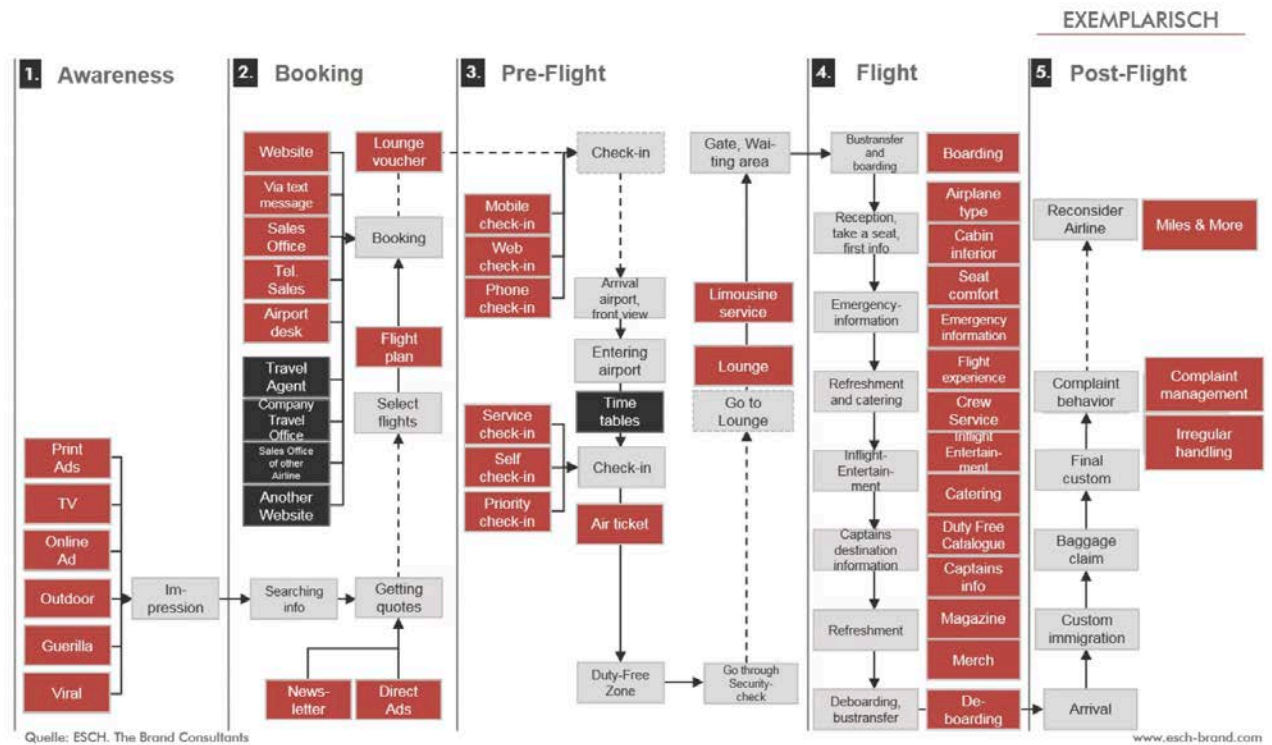 EXEMPLARISCH
1. Awareness
2. Booking
3. Pre-Flight
4. Flight
5. Post-Flight
Print
Ads
TV
Online
Ad
Outdoor
Guerilla
Viral
Im-
pression
Website
Via text
message
Sales
Office
Tel.
Sales
Airport
desk
Travel
Agent
Company
Travel
Office
Sales Office
of other
Airline
Another
Website
Searching
info
Lounge
voucher
Booking
Flight
plan
Select
flights
Getting
quotes
News-
letter
Direct
Ads
Mobile
check-in
Web
check-in
Phone
check-in
Service
check-in
Self
check-in
Priority
check-in
Check-in
Arrival
airport,
front view
Entering
airport
Time
tables
Check-in
Air ticket
Duty-Free
Zone
Gate, Wai-
ting area
Limousine
service
Lounge
Go to
Lounge
Go through
Security-
check
Bustransfer
and
boarding
Reception,
take a seat,
first info
Emergency-
information
Refreshment
and catering
Inflight-
Entertain-
ment
Captains
destination
information
Refreshment
Deboarding,
bustransfer
Boarding
Airplane
type
Cabin
interior
Seat
comfort
Emergency
information
Flight
experience
Crew
Service
Inflight
Entertain-
ment
Catering
Duty Free
Catalogue
Captains
info
Magazine
Merch
De-
boarding
Reconsider
Airline
Complaint
behavior
Final
custom
Baggage
claim
Custom
immigration
Arrival
Miles & More
Complaint
management
Irregular
handling
Quelle: ESCH. The Brand Consultants
www.esch-brand.com